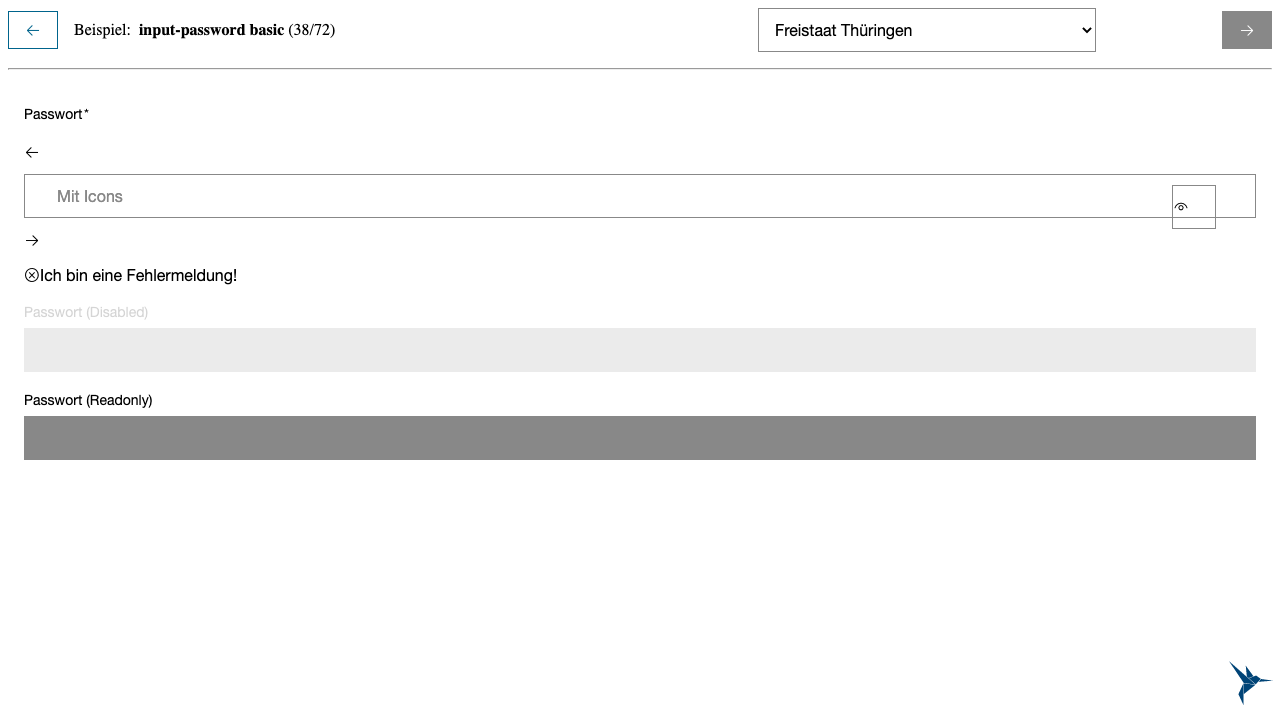 Beispiel: input-password basic (38/72)
Freistaat Thüringen
Passwort*
Mit Icons
Ich bin eine Fehlermeldung!
Passwort (Disabled)
Passwort (Readonly)